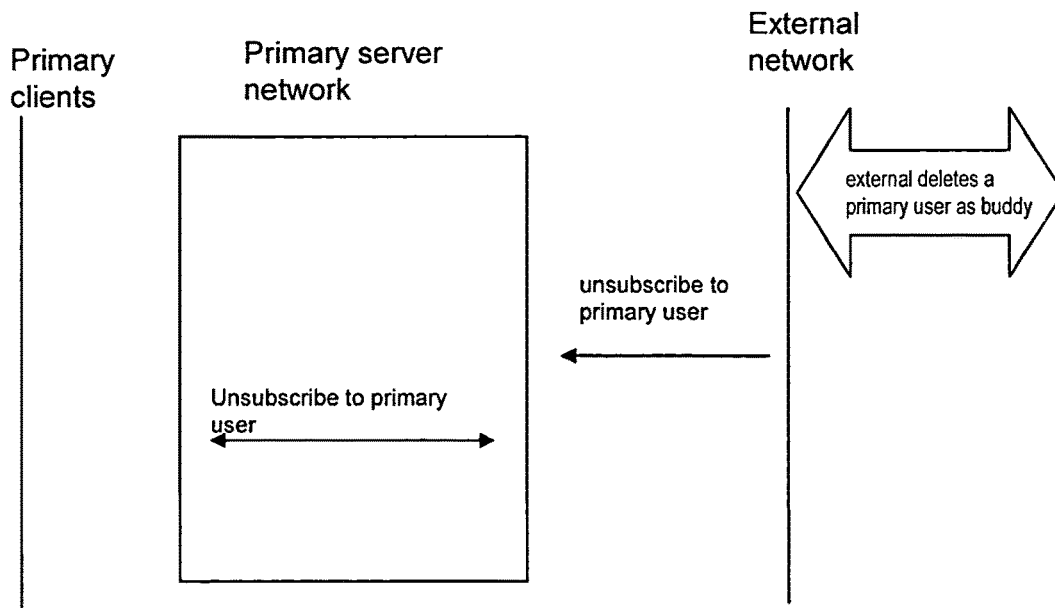 Primary
clients
Primary server
network
External
network
external deletes a
primary user as buddy
unsubscribe to
primary user
Unsubscribe to primary
user